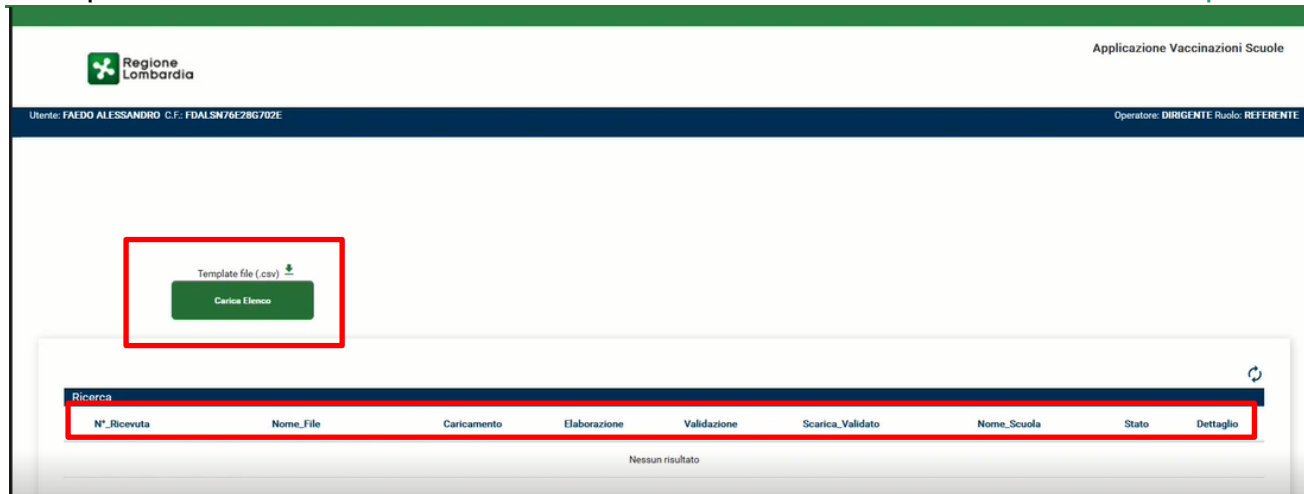 Regione
Lombardia
Applicazione Vaccinazioni Scuole
Utente: FAEDO ALESSANDRO C.F.: FDALSN76E28G702E
Operatore: DIRIGENTE Ruolo: REFERENTE
Template file (.csv)
Carica Elenco
Ricerca
N°_Ricevuta Nome_File Caricamento Elaborazione Validazione Scarica_Validato Nome_Scuola Stato Dettaglio
Nessun risultato